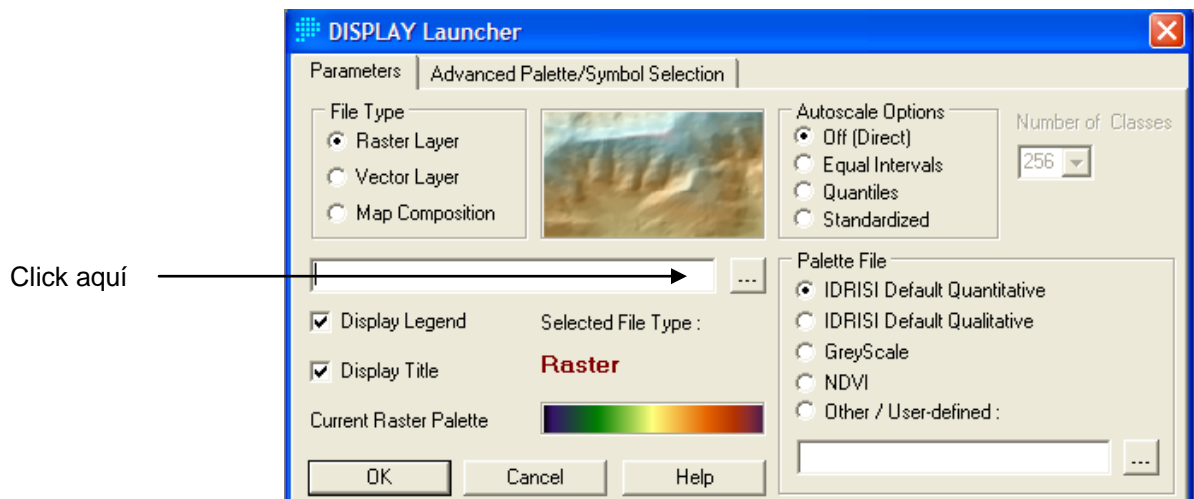 DISPLAY Launcher
Parameters
Advanced Palette/Symbol Selection
File Type
Raster Layer
Vector Layer
Map Composition
Autoscale Options
Off (Direct)
Equal Intervals
Quantiles
Standardized
Number of Classes
256
Click aquí
...
Display Legend
Display Title
Selected File Type :
Raster
Current Raster Palette
OK
Cancel
Help
Palette File
IDRISI Default Quantitative
IDRISI Default Qualitative
GreyScale
NDVI
Other / User-defined :
...